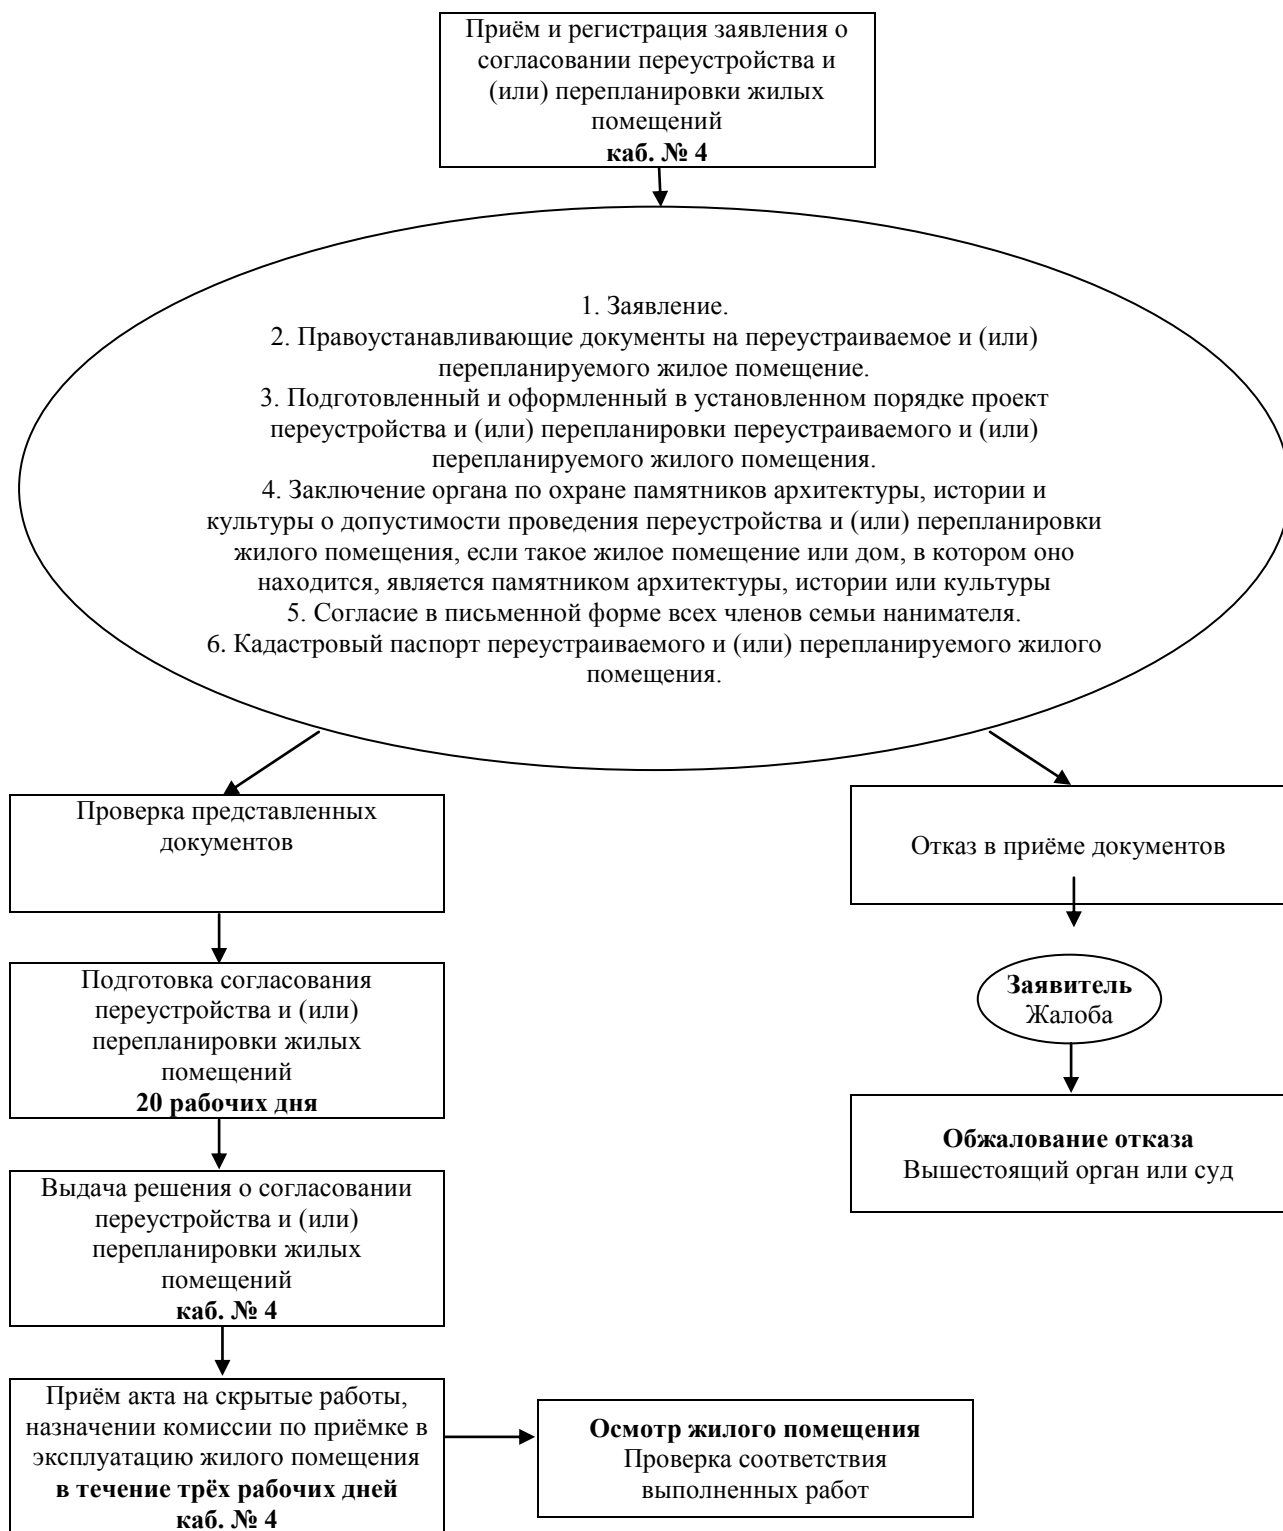 Приём и регистрация заявления о
согласовании переустройства и
(или) перепланировки жилых
помещений
каб. № 4
1. Заявление.
2. Правоустанавливающие документы на переустраиваемое и (или)
перепланируемого жилое помещение.
3. Подготовленный и оформленный в установленном порядке проект
переустройства и (или) перепланировки переустраиваемого и (или)
перепланируемого жилого помещения.
4. Заключение органа по охране памятников архитектуры, истории и
культуры о допустимости проведения переустройства и (или) перепланировки
жилого помещения, если такое жилое помещение или дом, в котором оно
находится, является памятником архитектуры, истории или культуры
5. Согласие в письменной форме всех членов семьи нанимателя.
6. Кадастровый паспорт переустраиваемого и (или) перепланируемого жилого
помещения.
Проверка представленных
документов
Отказ в приёме документов
Подготовка согласования
переустройства и (или)
перепланировки жилых
помещений
20 рабочих дня
Заявитель
Жалоба
Обжалование отказа
Вышестоящий орган или суд
Выдача решения о согласовании
переустройства и (или)
перепланировки жилых
помещений
каб. № 4
Приём акта на скрытые работы,
назначении комиссии по приёмке в
эксплуатацию жилого помещения
в течение трёх рабочих дней
каб. № 4
Осмотр жилого помещения
Проверка соответствия
выполненных работ